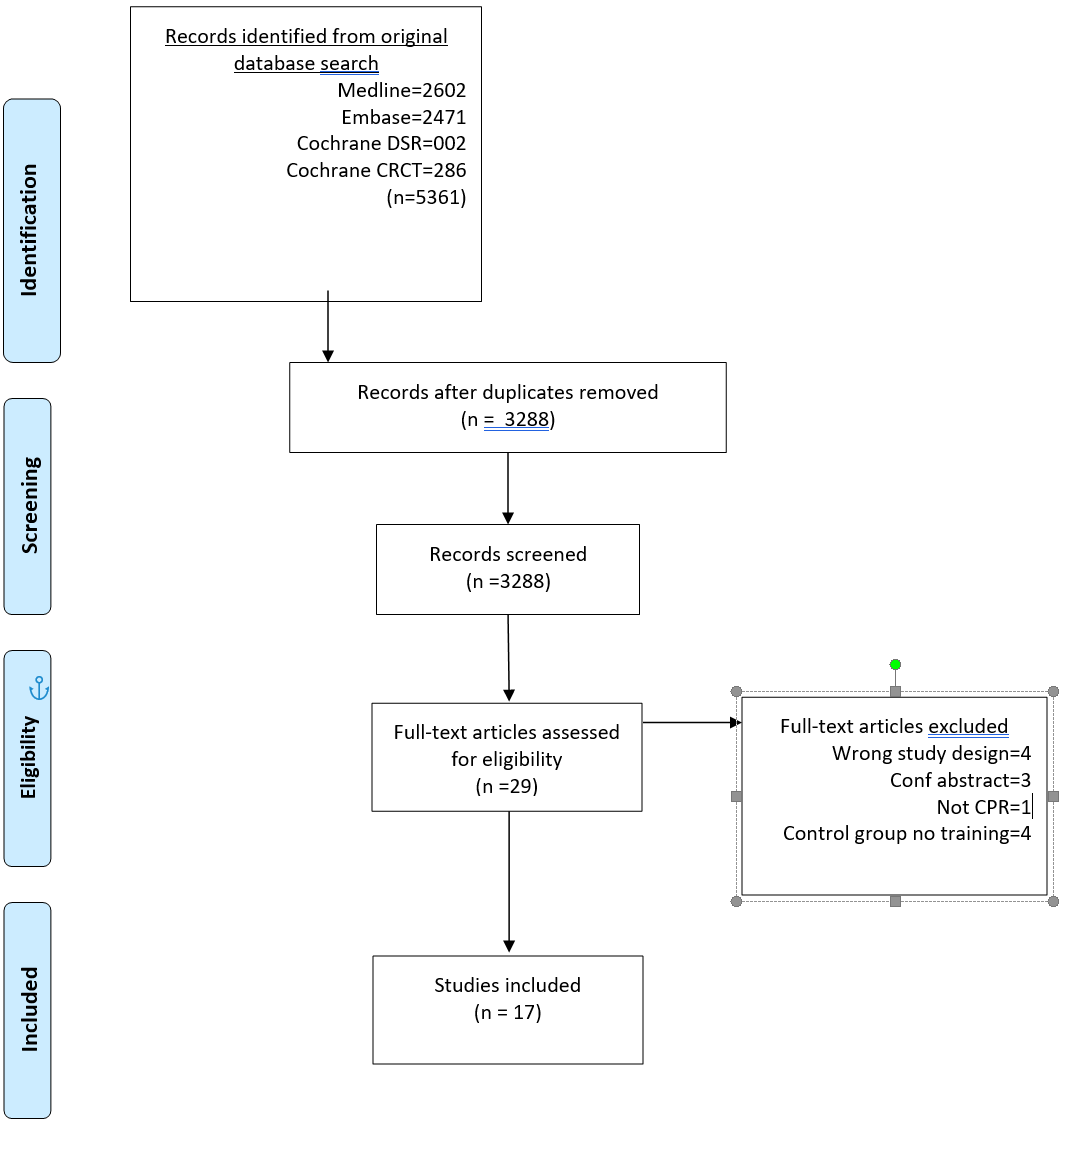 Identification
Records identified from original
database search
Medline=2602
Embase=2471
Cochrane DSR=002
Cochrane CRCT=286
(n=5361)
Records after duplicates removed
(n =  3288)
Screening
Records screened
(n =3288)
Eligibility
Full-text articles assessed
for eligibility
(n =29)
Full-text articles excluded
Wrong study design=4
Conf abstract=3
Not CPR=1
Control group no training=4
Included
Studies included
(n = 17)